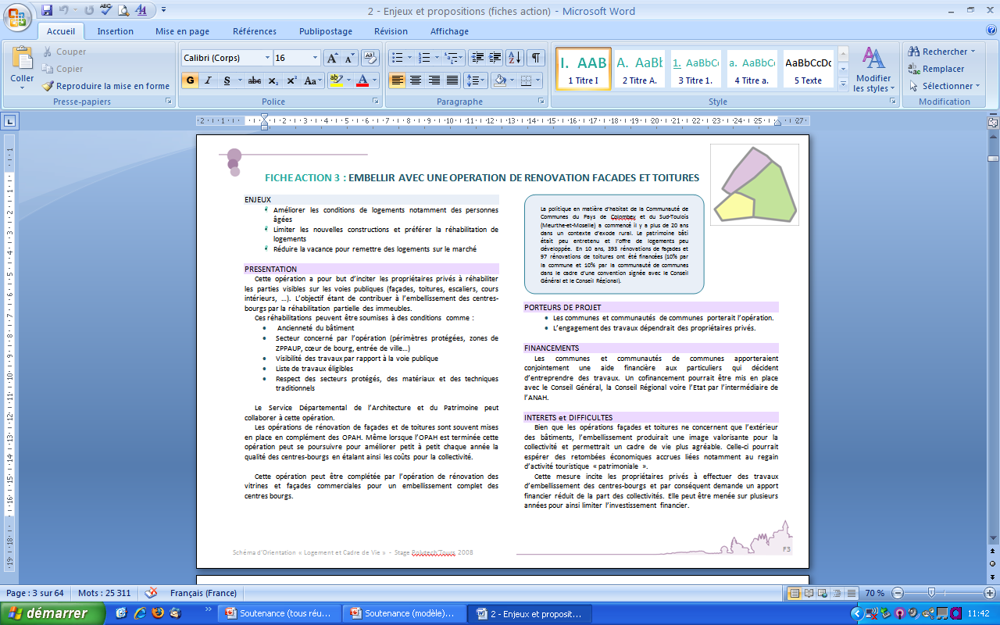 2 - Enjeux et propositions (fiches action) - Microsoft Word
Accueil Insertion Mise en page Références Publipostage Révision Affichage
Coller
Couper
Copier
Reproduire la mise en forme
Presse-papiers
Calibri (Corps) 16
G I S abc x₂ x² Aa
Police
Paragraphe
I. AAB A. AaBb 1. AaBbCc a. AaBbCc AaBbCcDc
1 Titre I 2 Titre A. 3 Titre 1. 4 Titre a. 5 Texte
Modifier les styles
Style
Rechercher
Remplacer
Sélectionner
Modification
FICHE ACTION 3 : EMBELLIR AVEC UNE OPERATION DE RENOVATION FACADES ET TOITURES
ENJEUX
Améliorer les conditions de logements notamment des personnes
âgées
Limiter les nouvelles constructions et préférer la réhabilitation de
logements
Réduire la vacance pour remettre des logements sur le marché
PRESENTATION
Cette opération a pour but d'inciter les propriétaires privés à réhabiliter
les parties visibles sur les voies publiques (façades, toitures, escaliers, cours
intérieurs, …). L'objectif étant de contribuer à l'embellissement des centres-
bourgs par la réhabilitation partielle des immeubles.
Ces réhabilitations peuvent être soumises à des conditions comme :
• Ancienneté du bâtiment
• Secteur concerné par l'opération (périmètres protégées, zones de
ZPPAUP, cœur de bourg, entrée de ville…)
• Visibilité des travaux par rapport à la voie publique
• Liste de travaux éligibles
• Respect des secteurs protégés, des matériaux et des techniques
traditionnels
Le Service Départemental de l'Architecture et du Patrimoine peut
collaborer à cette opération.
Les opérations de rénovation de façades et de toitures sont souvent mises
en place en complément des OPAH. Même lorsque l'OPAH est terminée cette
opération peut se poursuivre pour améliorer petit à petit chaque année la
qualité des centres-bourgs en étalant ainsi les coûts pour la collectivité.
Cette opération peut être complétée par l'opération de rénovation des
vitrines et façades commerciales pour un embellissement complet des
centres bourgs.
La politique en matière d'habitat de la Communauté de
Communes du Pays de Colombey et du Sud-Toulois
(Meurthe-et-Moselle) a commencé il y a plus de 20 ans
dans un contexte d'exode rural. Le patrimoine bâti
était peu entretenu et l'offre de logements peu
développée. En 10 ans, 393 rénovations de façades et
97 rénovations de toitures ont été financées (10% par
la commune et 10% par la communauté de communes
dans le cadre d'une convention signée avec le Conseil
Général et le Conseil Régional).
PORTEURS DE PROJET
• Les communes et communautés de communes porterait l'opération.
• L'engagement des travaux dépendrait des propriétaires privés.
FINANCEMENTS
Les communes et communautés de communes apporteraient
conjointement une aide financière aux particuliers qui décident
d'entreprendre des travaux. Un cofinancement pourrait être mis en place
avec le Conseil Général, la Conseil Régional voire l'Etat par l'intermédiaire de
l'ANAH.
INTERETS et DIFFICULTES
Bien que les opérations façades et toitures ne concernent que l'extérieur
des bâtiments, l'embellissement produirait une image valorisante pour la
collectivité et permettrait un cadre de vie plus agréable. Celle-ci pourrait
espérer des retombées économiques accrues liées notamment au regain
d'activité touristique « patrimoniale ».
Cette mesure incite les propriétaires privés à effectuer des travaux
d'embellissement des centres-bourgs et par conséquent demande un apport
financier réduit de la part des collectivités. Elle peut être menée sur plusieurs
années pour ainsi limiter l'investissement financier.
Schéma d'Orientation « Logement et Cadre de Vie » - Stage Polytech'Tours 2008
F3
Page : 3 sur 64 Mots : 25 311 Français (France) 70 %
démarrer Soutenance (tous réu... Soutenance (modèle)... 2 - Enjeux et proposit... 11:42